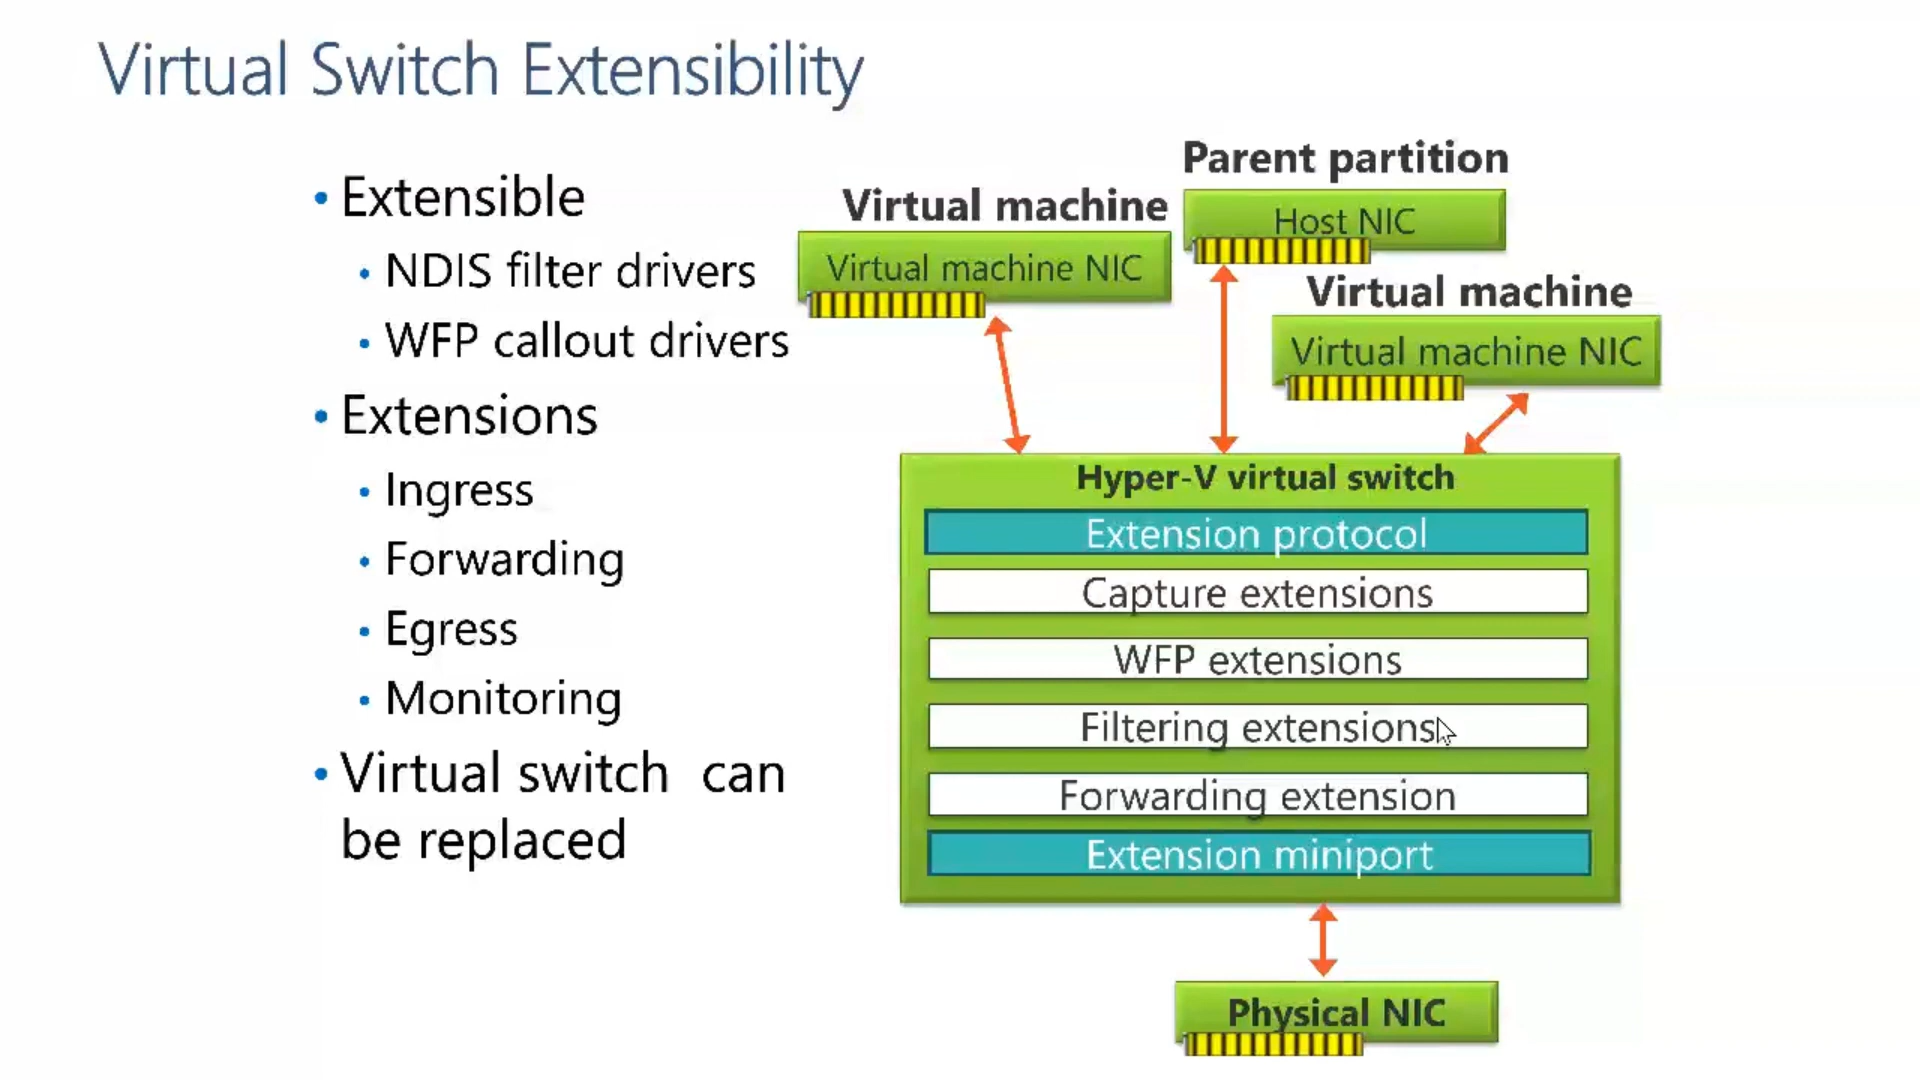 Virtual Switch Extensibility
• Extensible
• NDIS filter drivers
• WFP callout drivers
• Extensions
• Ingress
• Forwarding
• Egress
• Monitoring
• Virtual switch can
be replaced
Parent partition
Host NIC
Virtual machine
Virtual machine NIC
Virtual machine
Virtual machine NIC
Hyper-V virtual switch
Extension protocol
Capture extensions
WFP extensions
Filtering extensions
Forwarding extension
Extension miniport
Physical NIC